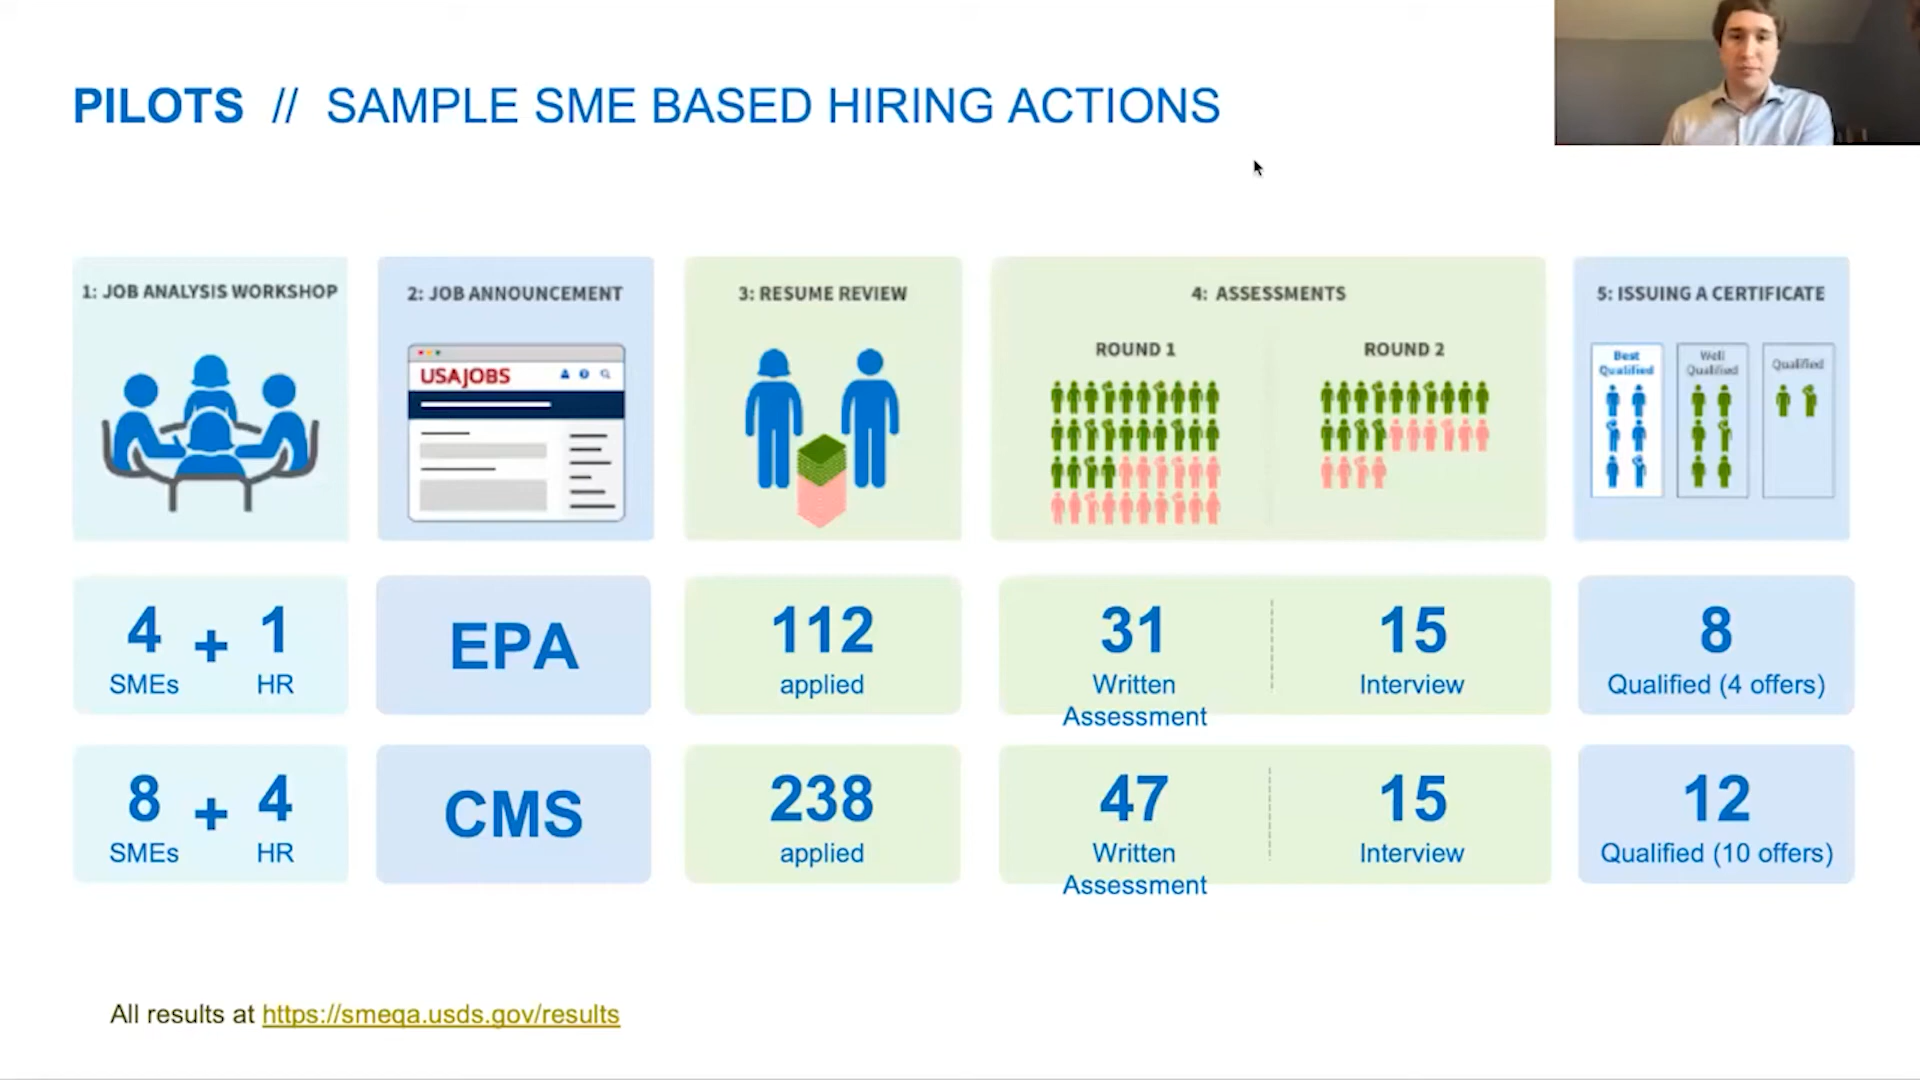 PILOTS // SAMPLE SME BASED HIRING ACTIONS
1: JOB ANALYSIS WORKSHOP
2: JOB ANNOUNCEMENT
USAJOBS
3: RESUME REVIEW
4: ASSESSMENTS
ROUND 1
ROUND 2
5: ISSUING A CERTIFICATE
Best
Qualified
Well
Qualified
Qualified
4 + 1
SMEs HR
EPA
112
applied
31
Written
Assessment
15
Interview
8
Qualified (4 offers)
8 + 4
SMEs HR
CMS
238
applied
47
Written
Assessment
15
Interview
12
Qualified (10 offers)
All results at https://smeqa.usds.gov/results